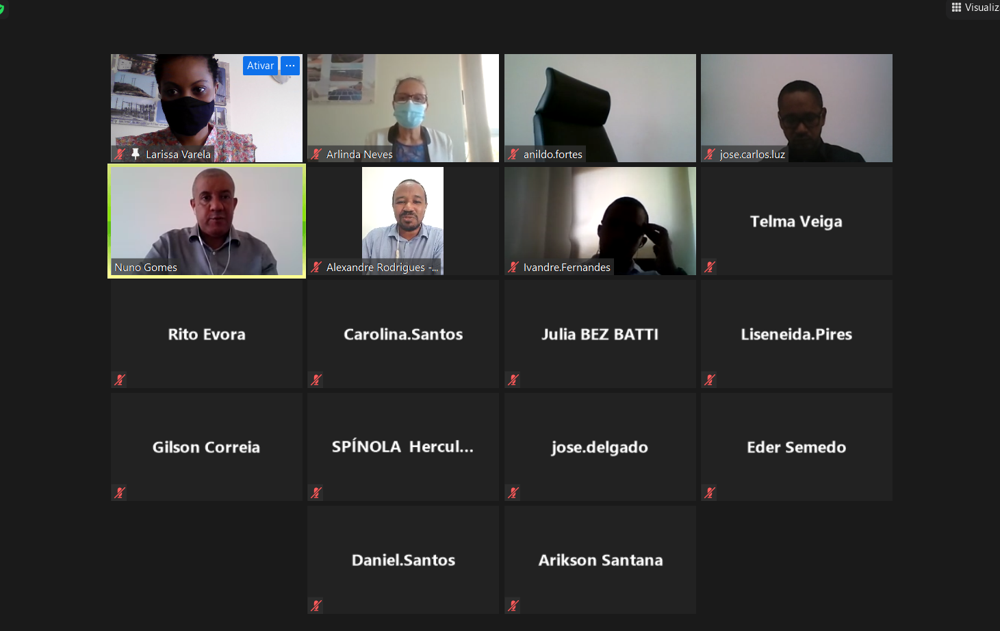 Visualiz
Ativar
Larissa Varela
Arlinda Neves
anildo.fortes
jose.carlos.luz
Nuno Gomes
Alexandre Rodrigues -...
Ivandre.Fernandes
Telma Veiga
Rito Evora
Carolina.Santos
Julia BEZ BATTI
Liseneida.Pires
Gilson Correia
SPÍNOLA Hercul...
jose.delgado
Eder Semedo
Daniel.Santos
Arikson Santana